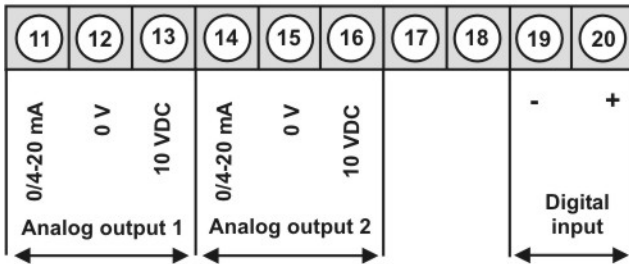 11 12 13 14 15 16 17 18 19 20
- +
0/4-20 mA
0 V
10 VDC
0/4-20 mA
0 V
10 VDC
Analog output 1
Analog output 2
Digital
input